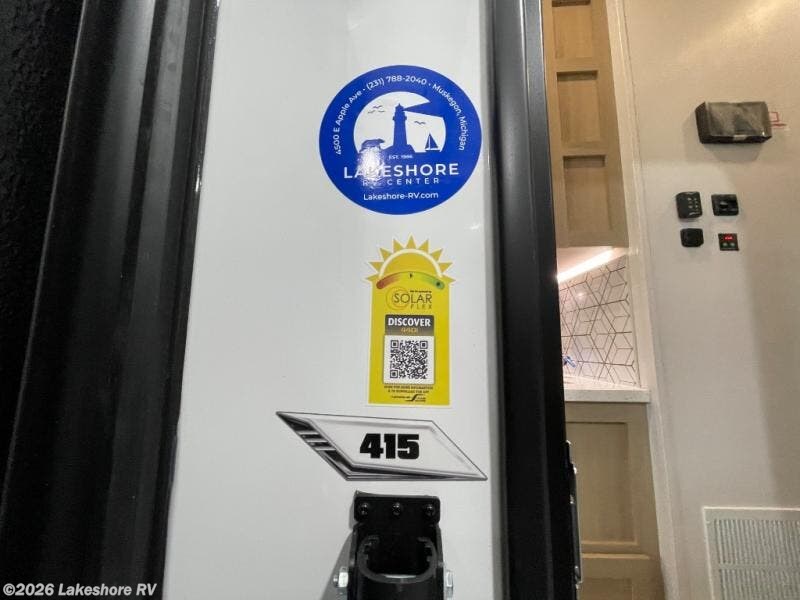 4500 E Apple Ave • (231) 788-2040 • Muskegon, Michigan
EST. 1986
LAKESHORE
RV CENTER
Lakeshore-RV.com
SOLAR
FLEX
DISCOVER
440i
415
©2026 Lakeshore RV